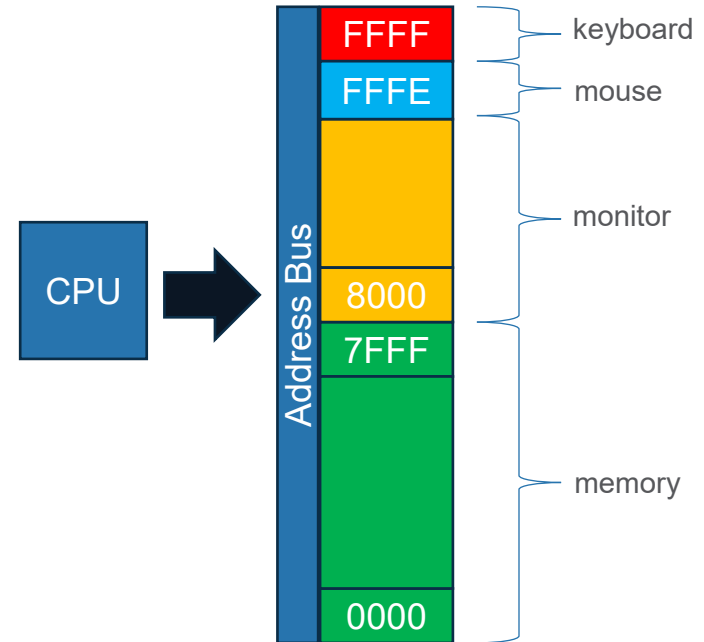 FFFF
keyboard
FFFE
mouse
monitor
CPU
Address Bus
8000
7FFF
memory
0000